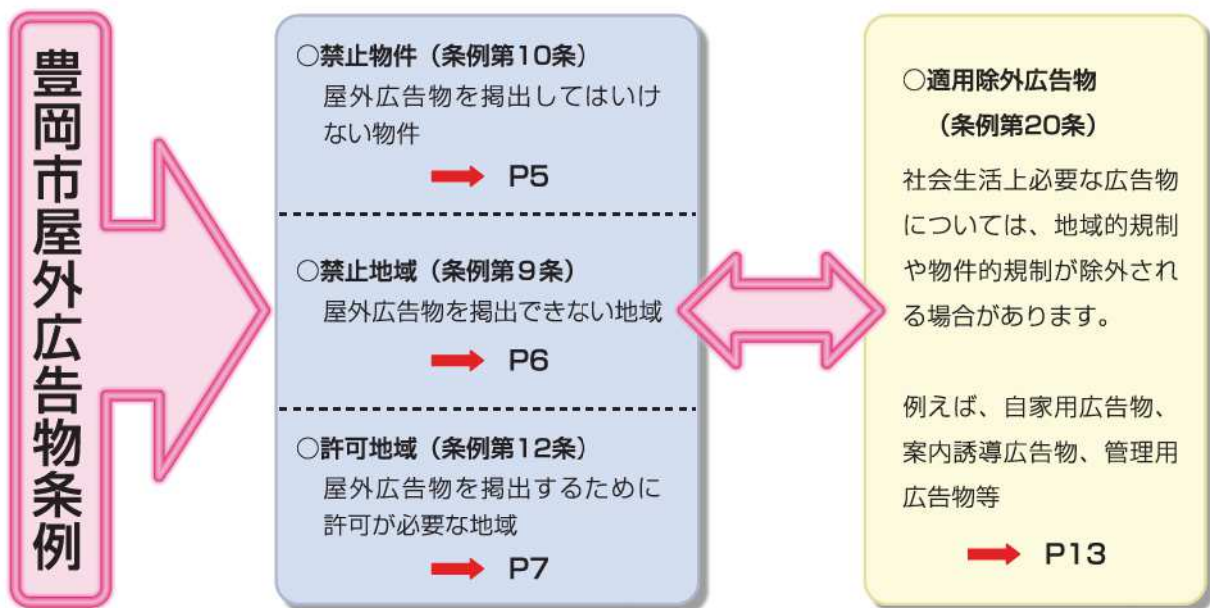 豊岡市屋外広告物条例
○禁止物件（条例第10条）
屋外広告物を掲出してはいけ
ない物件
P5
○禁止地域（条例第9条）
屋外広告物を掲出できない地域
P6
○許可地域（条例第12条）
屋外広告物を掲出するために
許可が必要な地域
P7
○適用除外広告物
（条例第20条）
社会生活上必要な広告物
については、地域的規制
や物件的規制が除外され
る場合があります。
例えば、自家用広告物、
案内誘導広告物、管理用
広告物等
P13